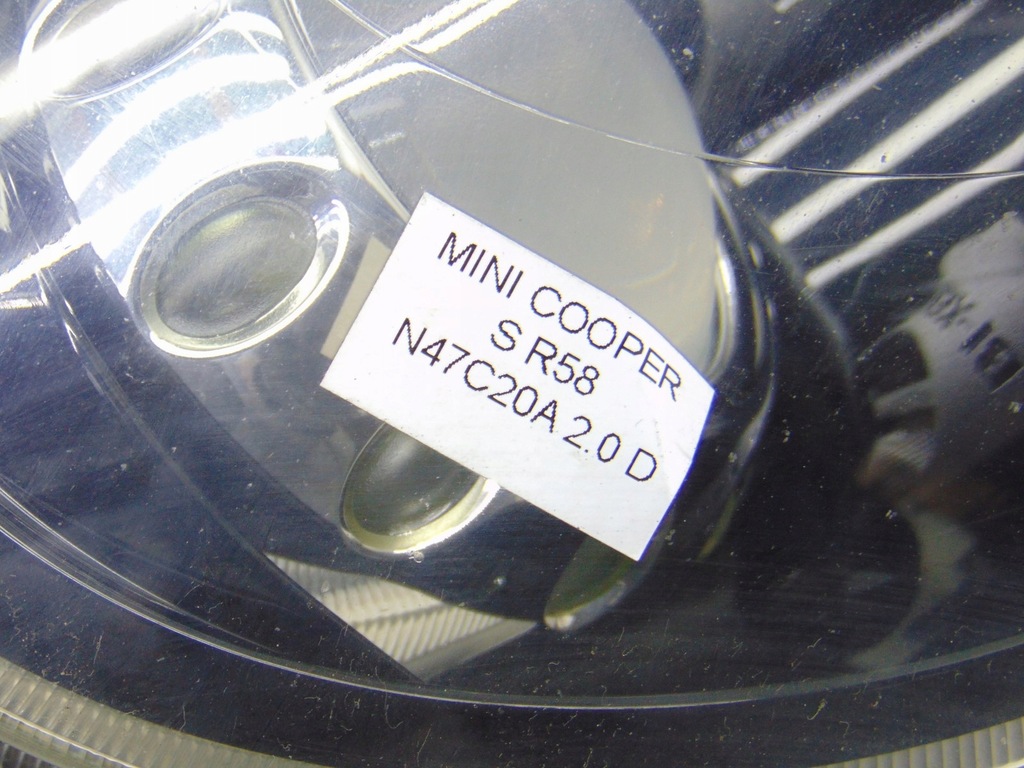 MINI COOPER
S R58
N47C20A 2.0 D